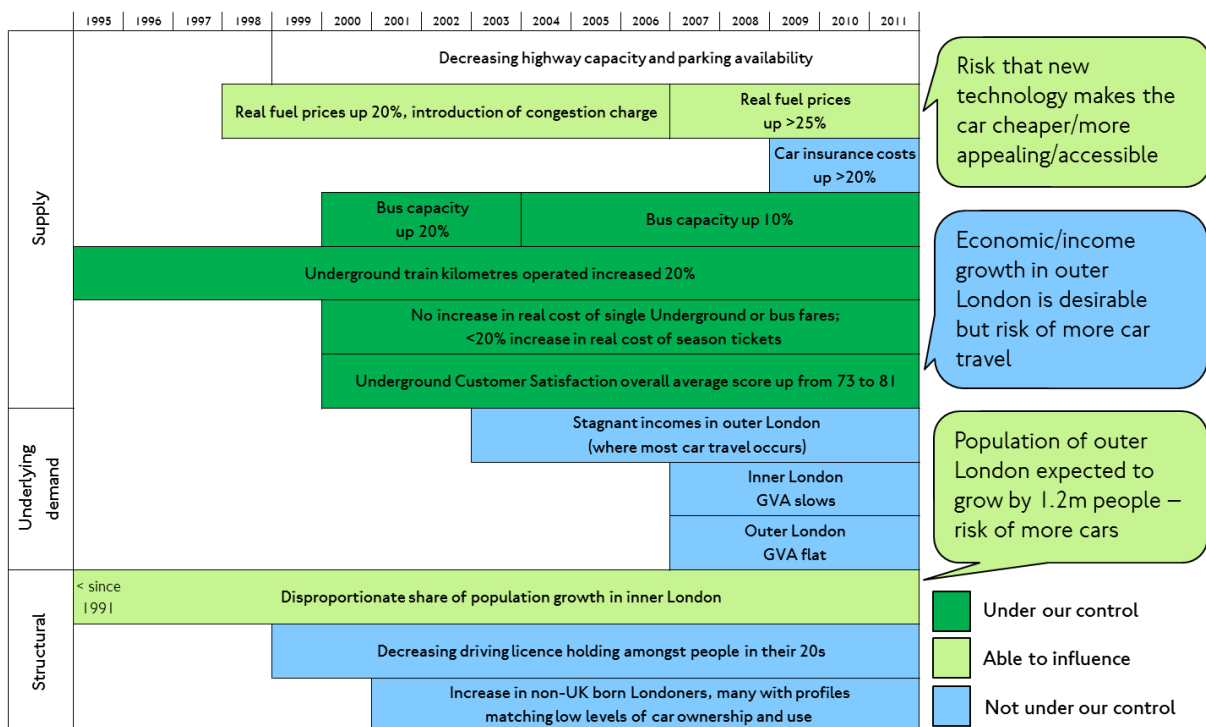 1995 1996 1997 1998 1999 2000 2001 2002 2003 2004 2005 2006 2007 2008 2009 2010 2011
Supply
Decreasing highway capacity and parking availability
Real fuel prices up 20%, introduction of congestion charge
Real fuel prices
up >25%
Car insurance costs
up >20%
Bus capacity
up 20%
Bus capacity up 10%
Underground train kilometres operated increased 20%
No increase in real cost of single Underground or bus fares;
<20% increase in real cost of season tickets
Underground Customer Satisfaction overall average score up from 73 to 81
Underlying
demand
Stagnant incomes in outer London
(where most car travel occurs)
Inner London
GVA slows
Outer London
GVA flat
Structural
< since
1991
Disproportionate share of population growth in inner London
Decreasing driving licence holding amongst people in their 20s
Increase in non-UK born Londoners, many with profiles
matching low levels of car ownership and use
Risk that new
technology makes the
car cheaper/more
appealing/accessible
Economic/income
growth in outer
London is desirable
but risk of more car
travel
Population of outer
London expected to
grow by 1.2m people –
risk of more cars
Under our control
Able to influence
Not under our control